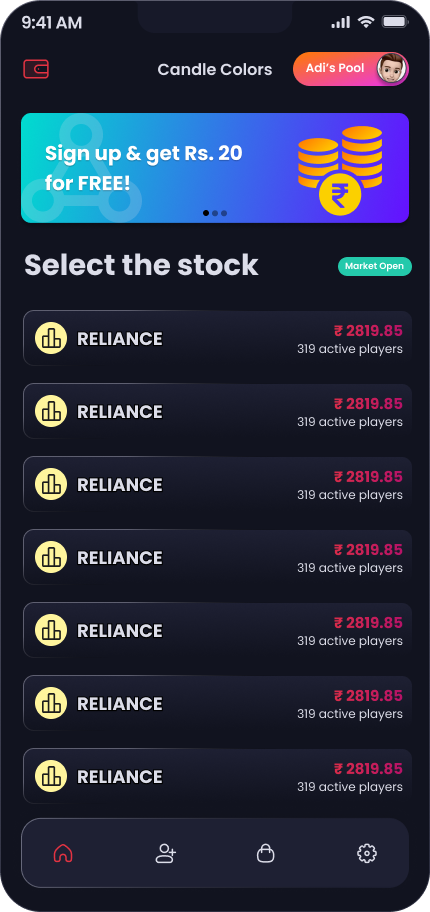 9:41 AM
Candle Colors
Adi's Pool
Sign up & get Rs. 20
for FREE!
₹
Select the stock
Market Open
RELIANCE
₹ 2819.85
319 active players
RELIANCE
₹ 2819.85
319 active players
RELIANCE
₹ 2819.85
319 active players
RELIANCE
₹ 2819.85
319 active players
RELIANCE
₹ 2819.85
319 active players
RELIANCE
₹ 2819.85
319 active players
RELIANCE
₹ 2819.85
319 active players